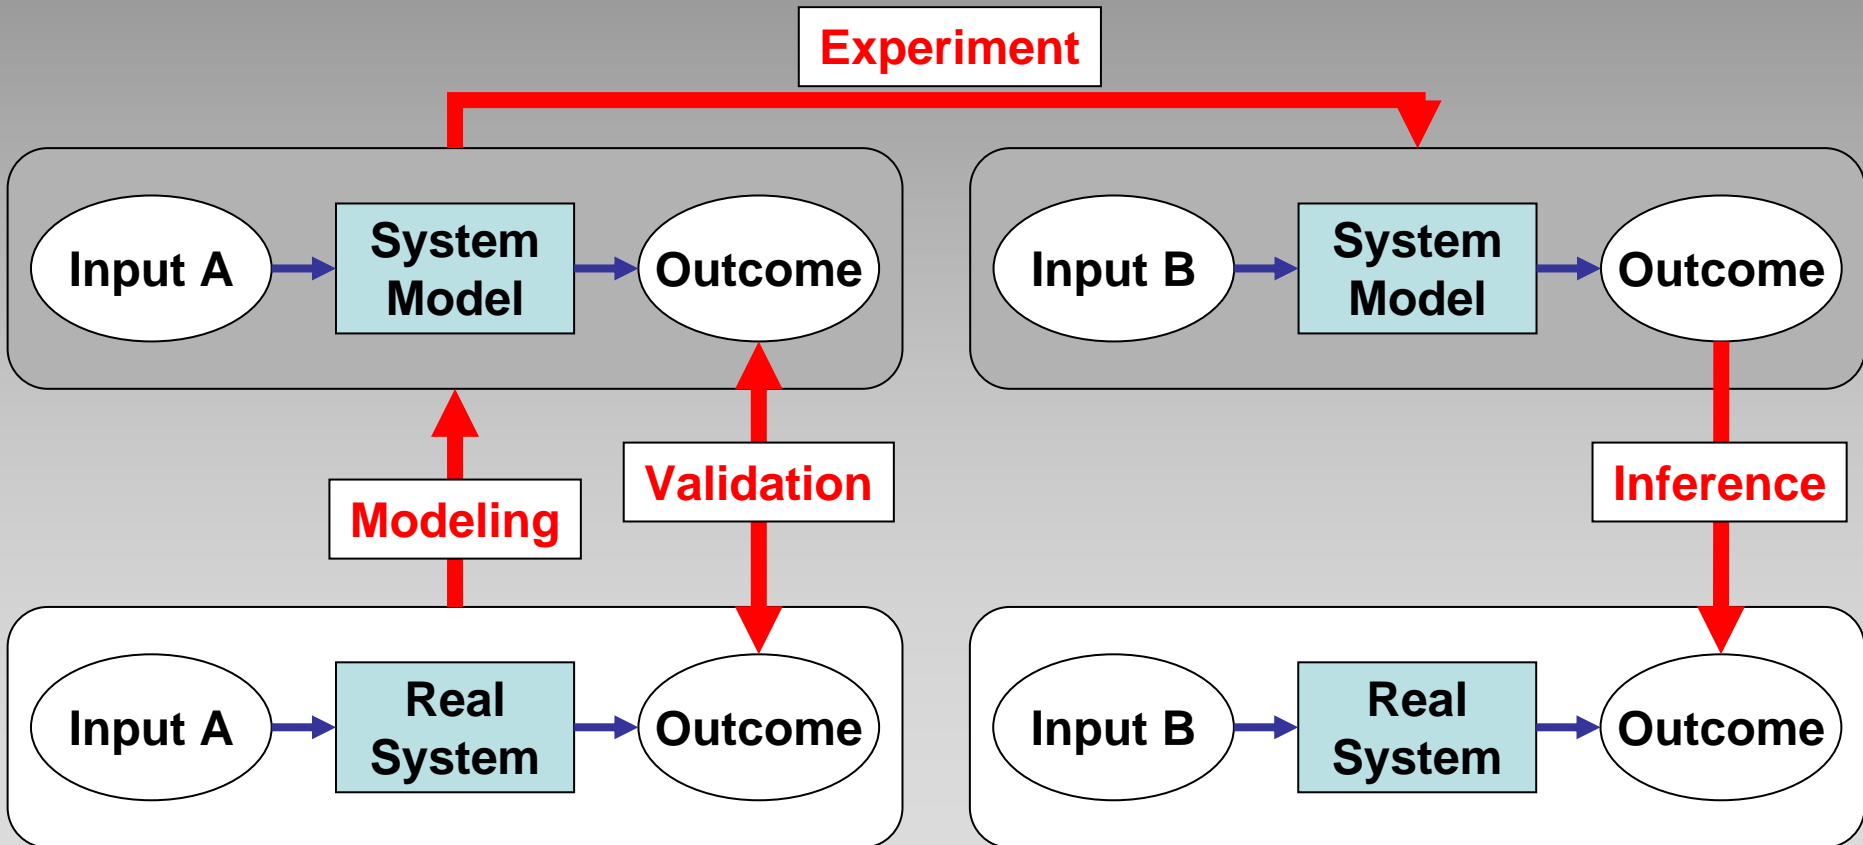 Experiment
Input A
System
Model
Outcome
Input B
System
Model
Outcome
Modeling
Validation
Inference
Input A
Real
System
Outcome
Input B
Real
System
Outcome